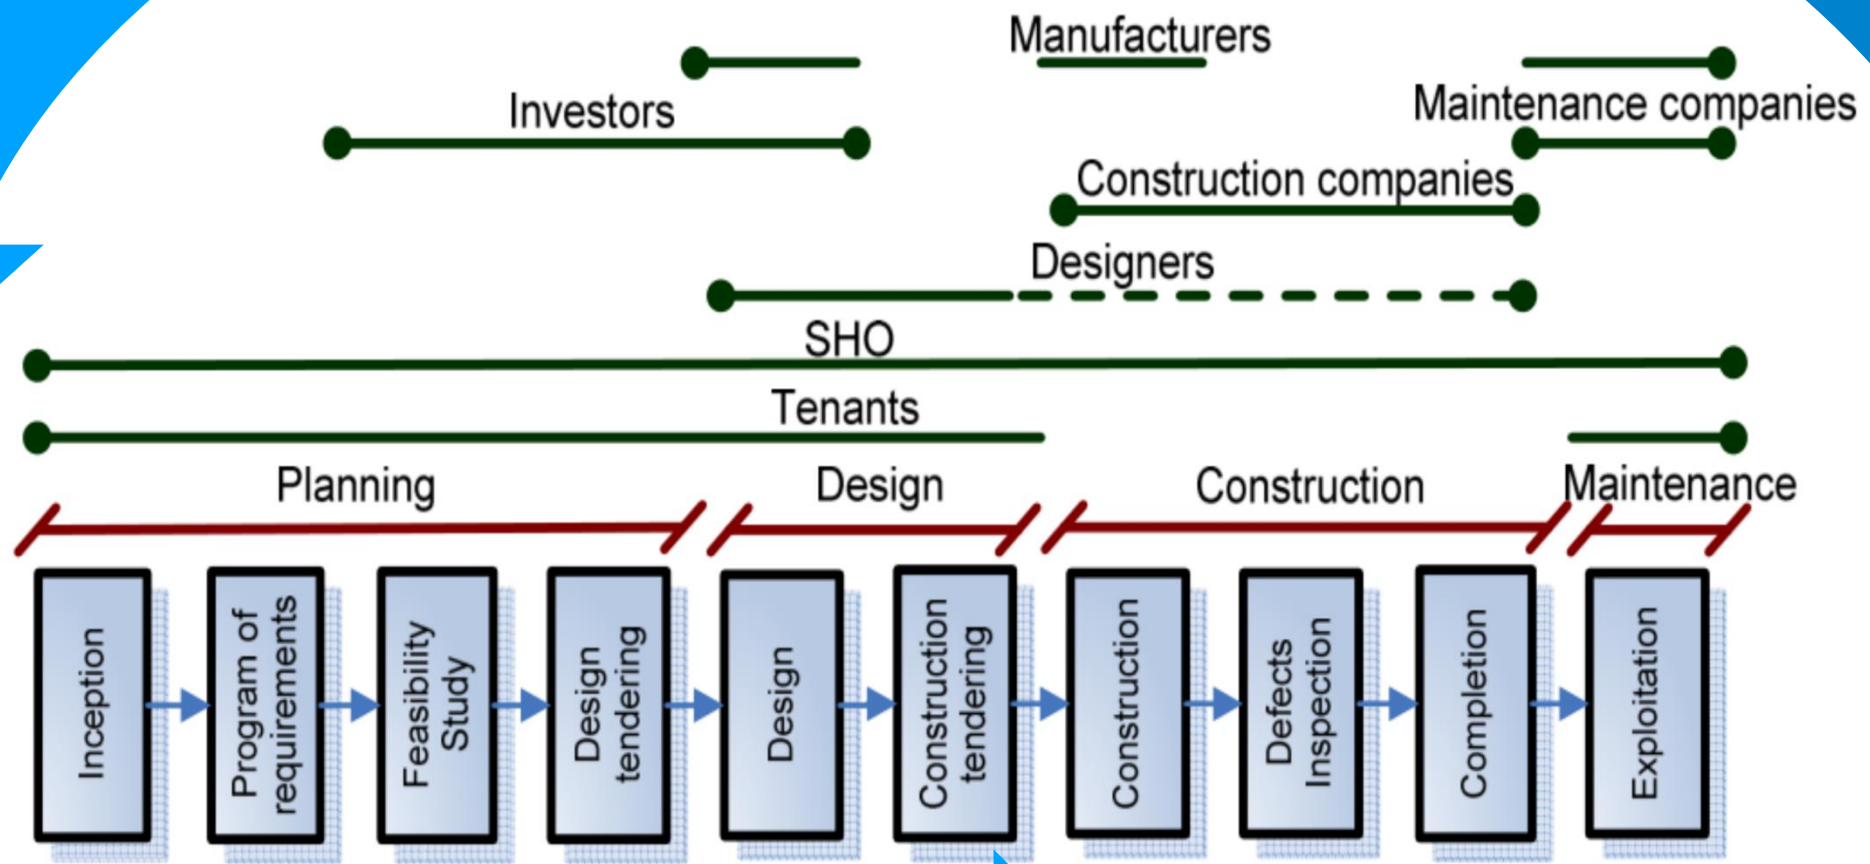 Manufacturers
Investors
Maintenance companies
Construction companies
Designers
SHO
Tenants
Planning
Design
Construction
Maintenance
Inception
Program of
requirements
Feasibility
Study
Design
tendering
Design
Construction
tendering
Construction
Defects
Inspection
Completion
Exploitation